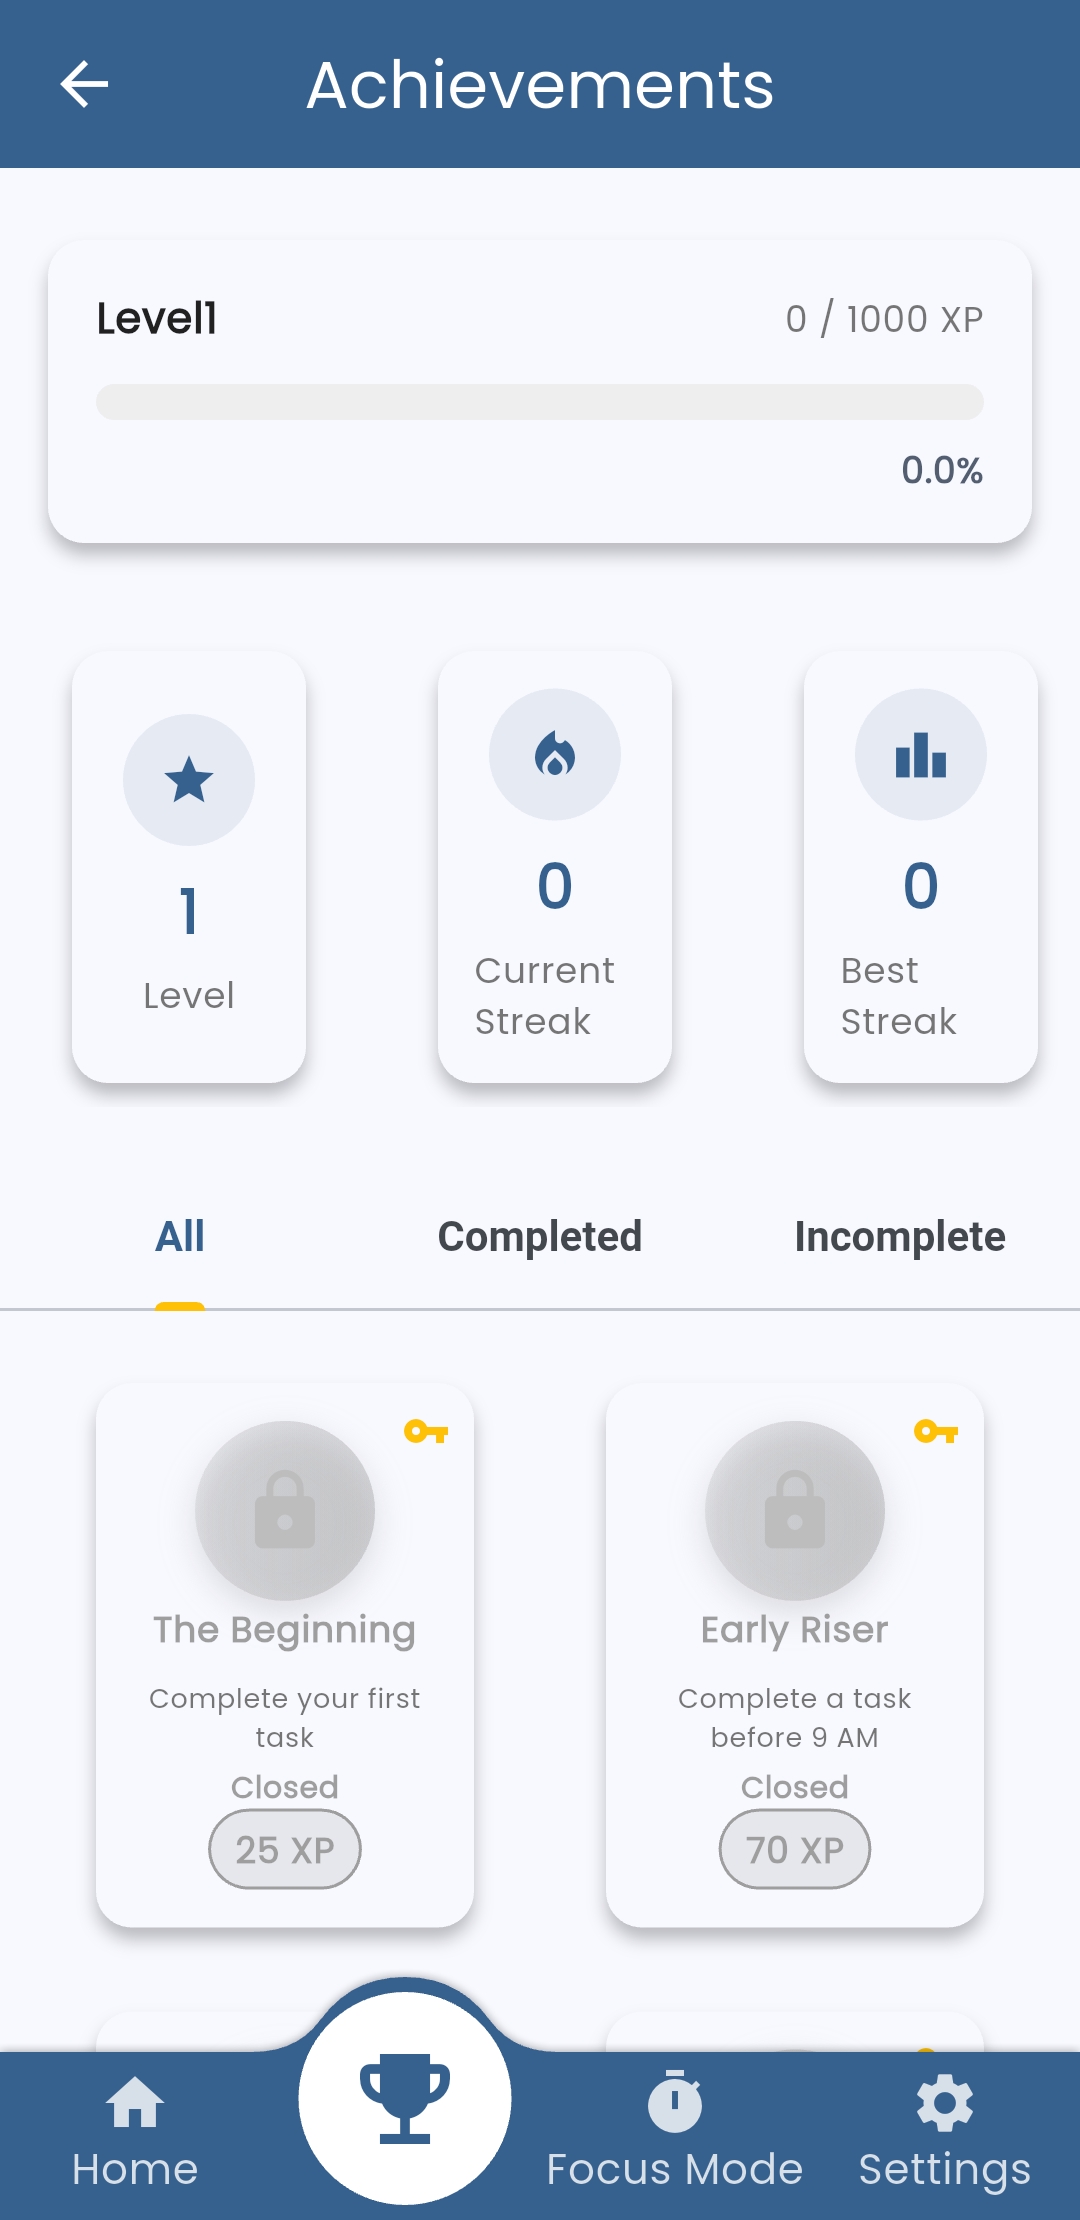 Achievements
Level1
0 / 1000 XP
0.0%
1
Level
0
Current
Streak
0
Best
Streak
All
Completed
Incomplete
The Beginning
Complete your first
task
Closed
25 XP
Early Riser
Complete a task
before 9 AM
Closed
70 XP
Home
Focus Mode
Settings